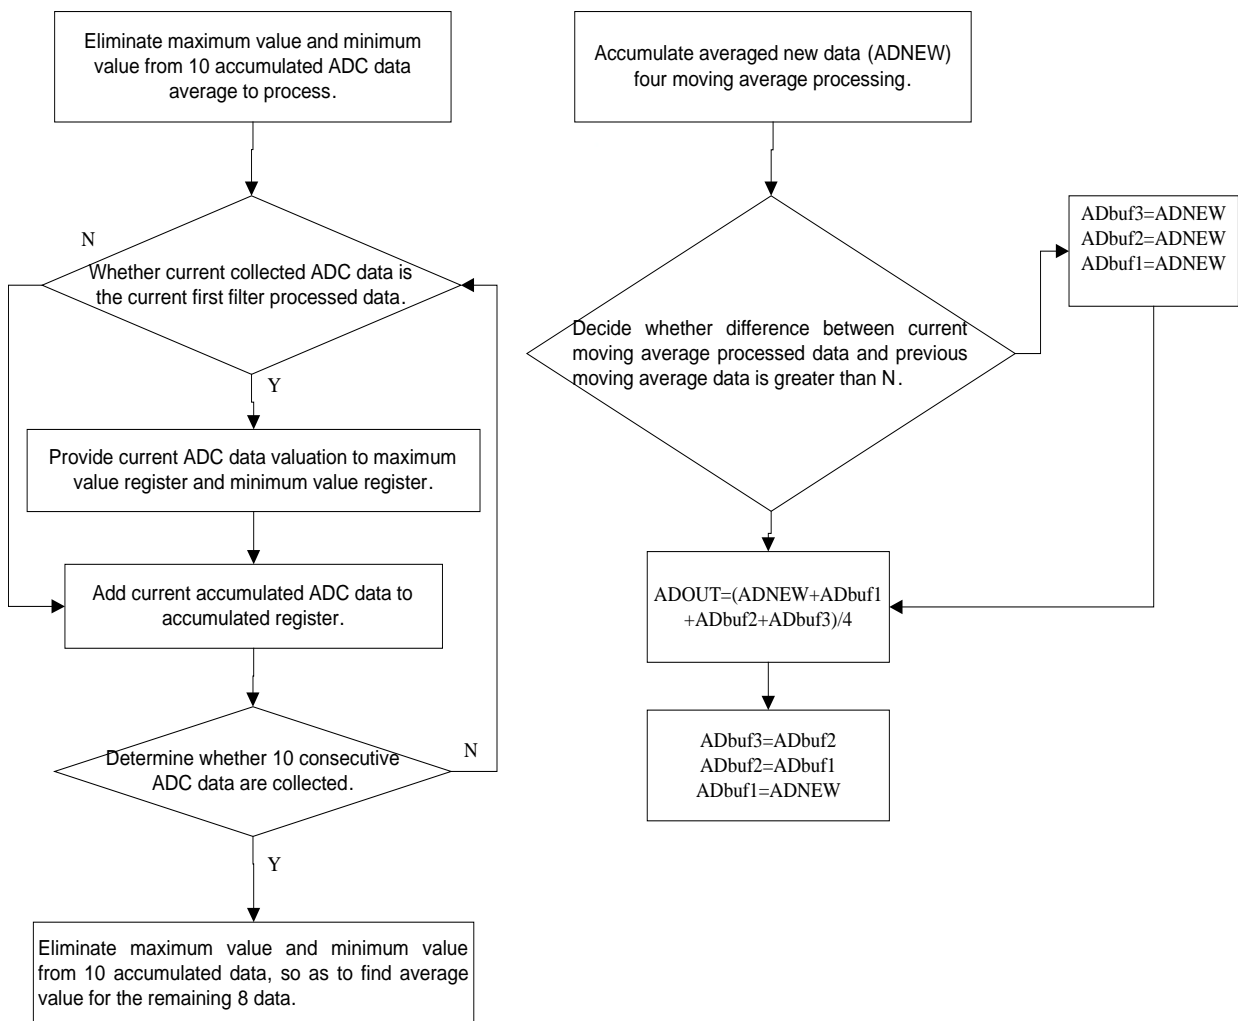 Eliminate maximum value and minimum
value from 10 accumulated ADC data
average to process.
N
Whether current collected ADC data is
the current first filter processed data.
Y
Provide current ADC data valuation to maximum
value register and minimum value register.
Add current accumulated ADC data to
accumulated register.
Determine whether 10 consecutive
ADC data are collected.
N
Y
Eliminate maximum value and minimum value
from 10 accumulated data, so as to find average
value for the remaining 8 data.
Accumulate averaged new data (ADNEW)
four moving average processing.
Decide whether difference between current
moving average processed data and previous
moving average data is greater than N.
ADbuf3=ADNEW
ADbuf2=ADNEW
ADbuf1=ADNEW
ADOUT=(ADNEW+ADbuf1
+ADbuf2+ADbuf3)/4
ADbuf3=ADbuf2
ADbuf2=ADbuf1
ADbuf1=ADNEW